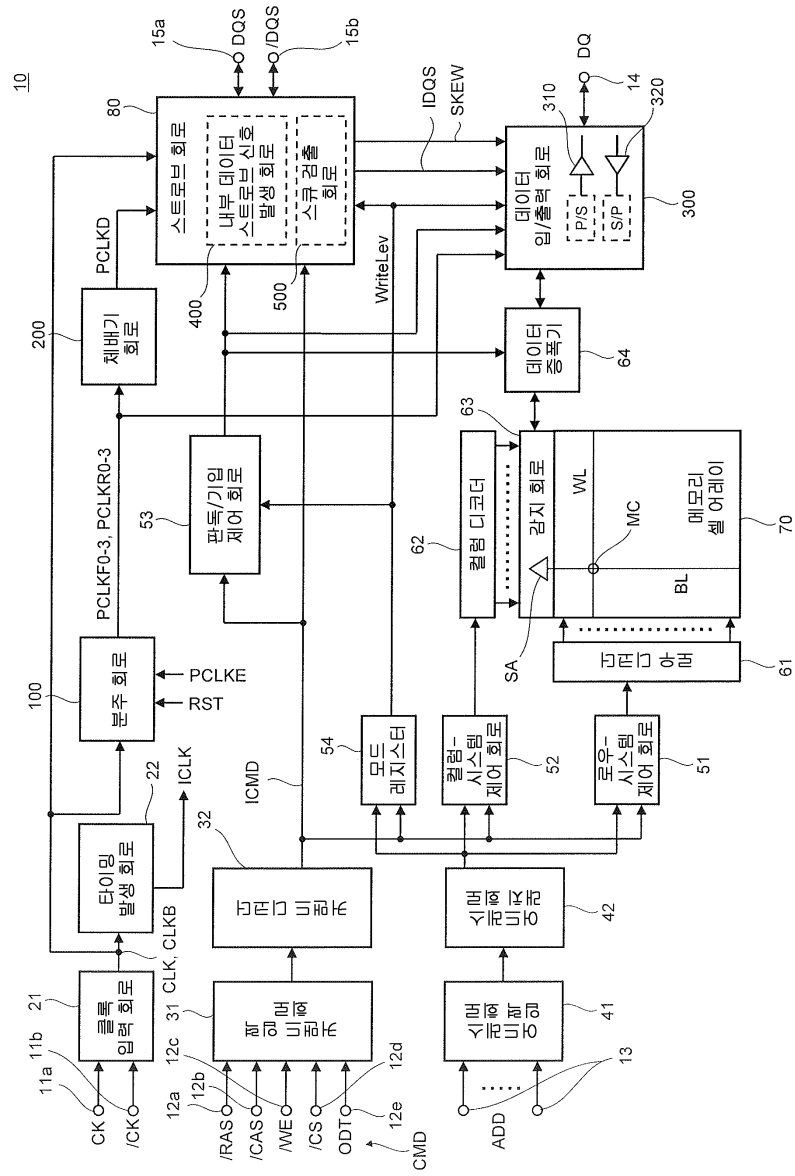 10
11a
CK
/CK
11b
21
클록
입력 회로
CLK, CLKB
22
타이밍
발생 회로
ICLK
100
분주 회로
RST
PCLKE
PCLKF0-3, PCLKR0-3
200
체배기
회로
PCLKD
80
스트로브 회로
400
내부 데이터
스트로브 신호
발생 회로
500
스큐 검출
회로
15a
DQS
/DQS
15b
/RAS
12a
/CAS
12b
/WE
12c
/CS
12d
ODT
12e
CMD
31
커맨드 입력
회로
32
커맨드 디코더
ICMD
53
판독/기입
제어 회로
WriteLev
IDQS
SKEW
54
모드
레지스터
ADD
13
어드레스
입력 회로
41
어드레스
래치 회로
42
컬럼-
시스템
제어 회로
52
로우-
시스템
제어 회로
51
62
컬럼 디코더
로우 디코더
61
63
감지 회로
SA
WL
MC
BL
메모리
셀 어레이
70
데이터
증폭기
64
데이터
입/출력 회로
P/S
S/P
310
320
300
DQ
14